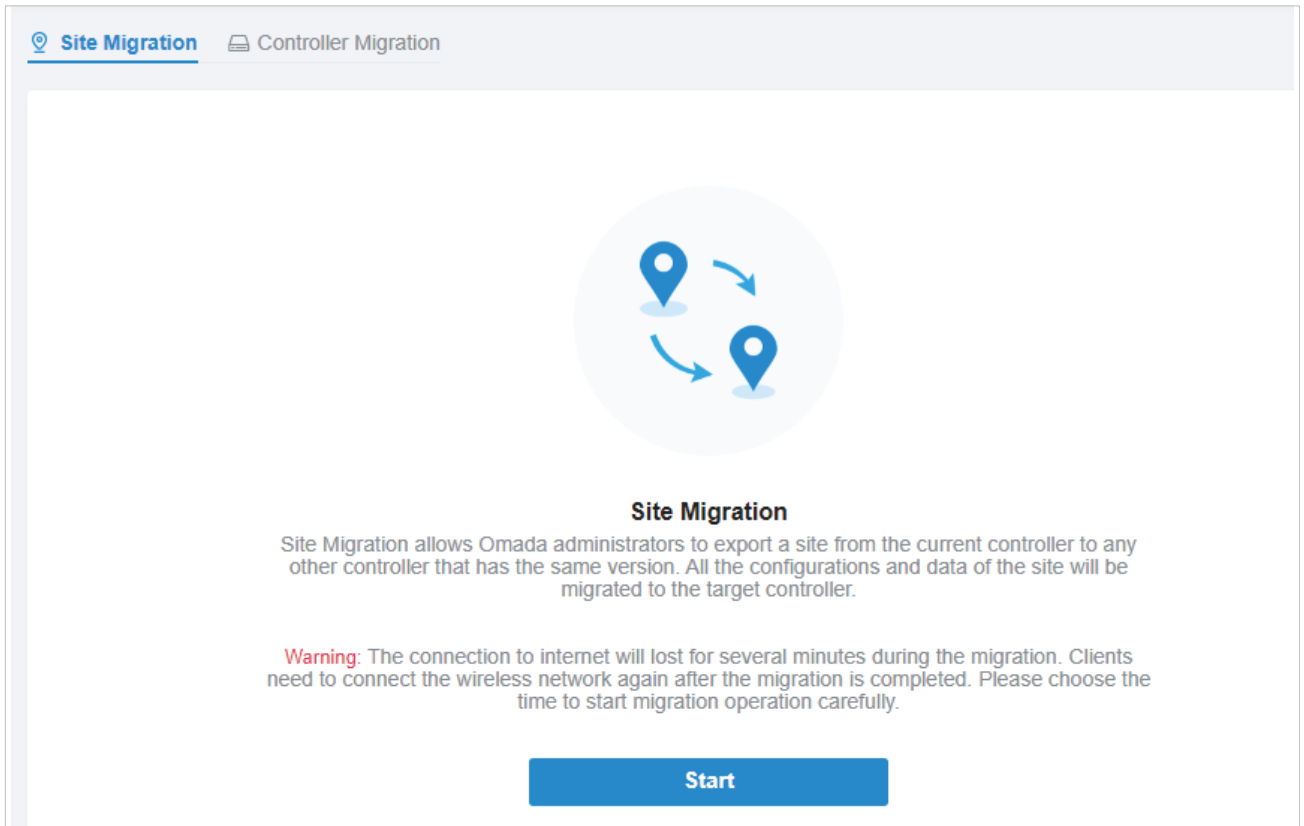 Site Migration Controller Migration
Site Migration
Site Migration allows Omada administrators to export a site from the current controller to any
other controller that has the same version. All the configurations and data of the site will be
migrated to the target controller.
Warning: The connection to internet will lost for several minutes during the migration. Clients
need to connect the wireless network again after the migration is completed. Please choose the
time to start migration operation carefully.
Start